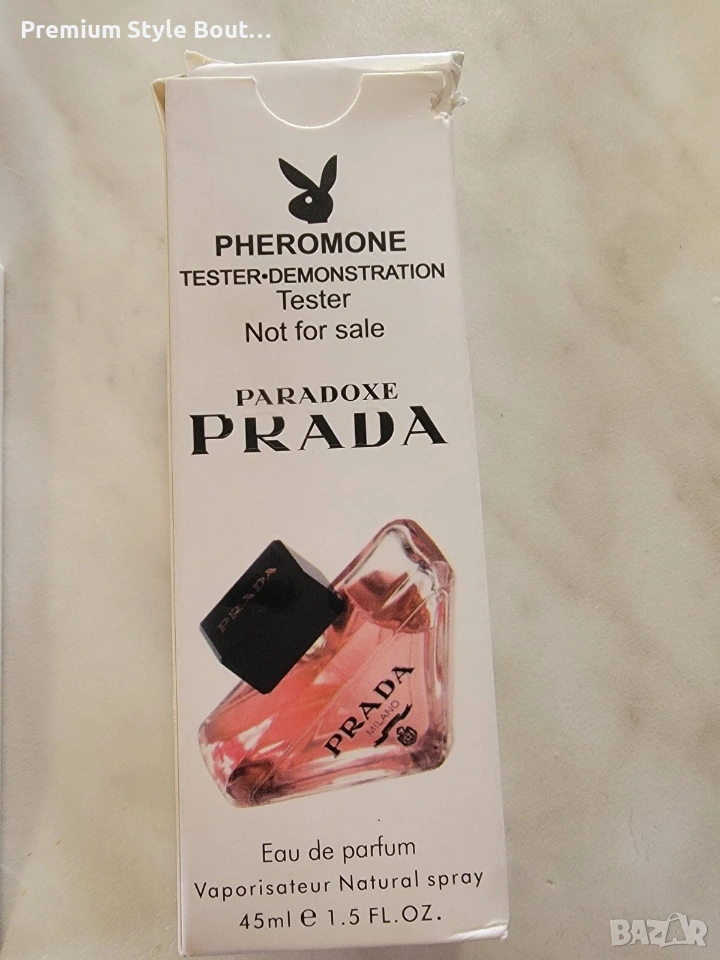 Premium Style Bout...
PHEROMONE
TESTER•DEMONSTRATION
Tester
Not for sale
PARADOXE
PRADA
PRADA
PRADA
MILANO
Eau de parfum
Vaporisateur Natural spray
45ml e 1.5 FL.OZ.
BAZAR